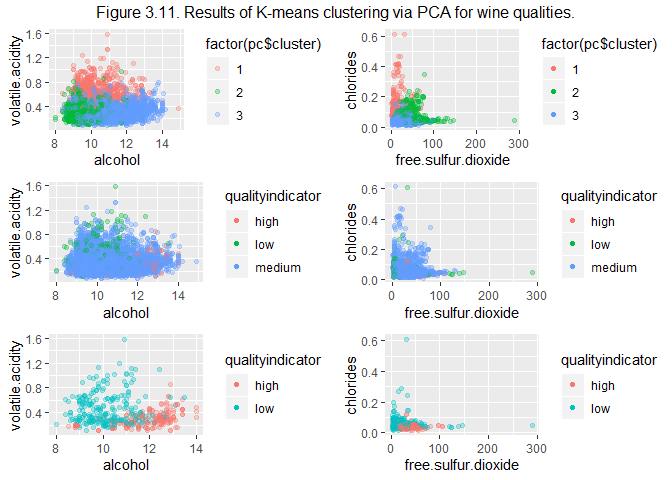 Figure 3.11. Results of K-means clustering via PCA for wine qualities.
volatile.acidity
1.6
1.2
0.8
0.4
8
10
12
14
alcohol
factor(pc$cluster)
1
2
3
chlorides
0.6
0.4
0.2
0.0
0
100
200
300
free.sulfur.dioxide
factor(pc$cluster)
1
2
3
volatile.acidity
1.6
1.2
0.8
0.4
8
10
12
14
alcohol
qualityindicator
high
low
medium
chlorides
0.6
0.4
0.2
0.0
0
100
200
300
free.sulfur.dioxide
qualityindicator
high
low
medium
volatile.acidity
1.6
1.2
0.8
0.4
8
10
12
14
alcohol
qualityindicator
high
low
chlorides
0.6
0.4
0.2
0.0
0
100
200
300
free.sulfur.dioxide
qualityindicator
high
low